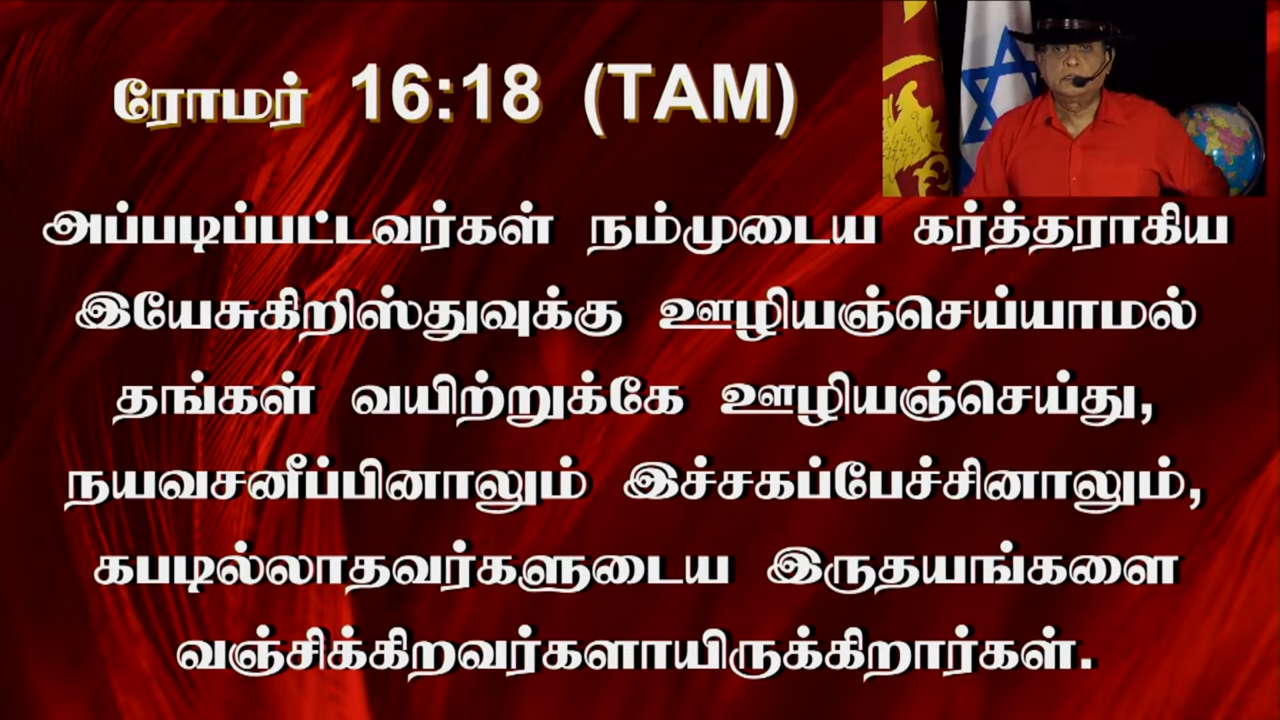 ரோமர் 16:18 (TAM)
அப்படிப்பட்டவர்கள் நம்முடைய கர்த்தராகிய
இயேசுகிறிஸ்துவுக்கு ஊழியஞ்செய்யாமல்
தங்கள் வயிற்றுக்கே ஊழியஞ்செய்து,
நயவசனிப்பினாலும் இச்சகப்பேச்சினாலும்,
கபடில்லாதவர்களுடைய இருதயங்களை
வஞ்சிக்கிறவர்களாயிருக்கிறார்கள்.